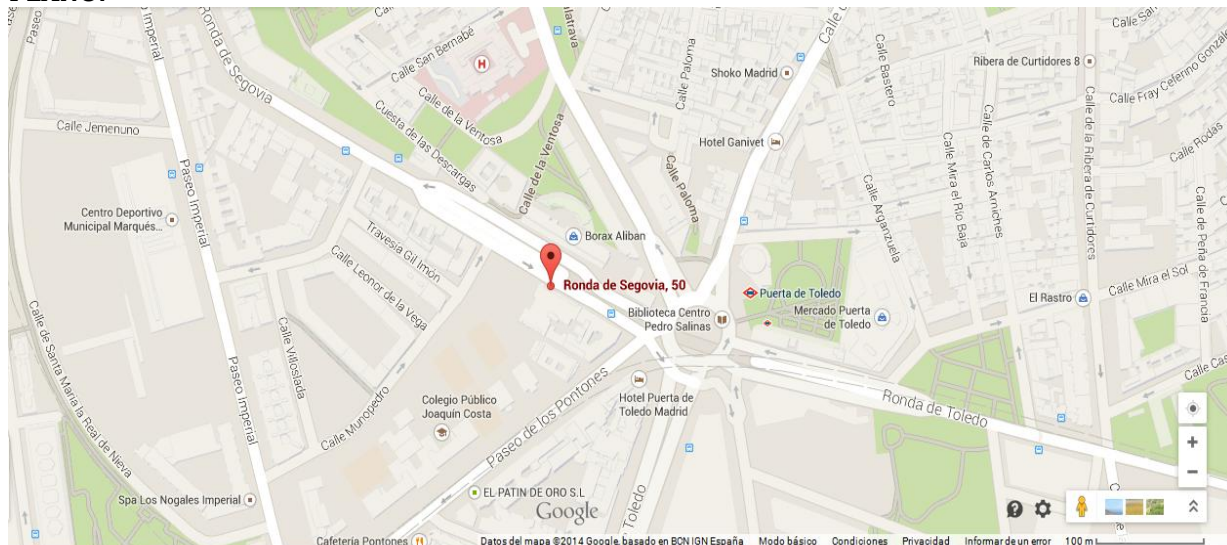 Paseo Imperial
Ronda de Segovia
Calle San Bernabé
H
Calle de la Ventosa
Cuesta de las Descargas
Calle de la Ventosa
Calle Paloma
Shoko Madrid
Calle Bastero
Ribera de Curtidores 8
Calle Fray Ceferino Gonzále
Calle Jemenuno
Paseo Imperial
Hotel Ganivet
Calle de Carlos Arniches
Calle de la Ribera de Curtidores
Calle Rodas
Calle Paloma
Calle Mira el Río Baja
Calle Arganzuela
Centro Deportivo
Municipal Marqués...
Travesía Gil Imón
Calle Leonor de la Vega
Borax Aliban
Calle de Peña de Francia
Calle Mira el Sol
Ronda de Segovia, 50
Puerta de Toledo
El Rastro
Biblioteca Centro
Pedro Salinas
Mercado Puerta
de Toledo
Calle de Santa María la Real de Nieva
Calle Villoslada
Paseo Imperial
Calle Munopedro
Colegio Público
Joaquín Costa
Paseo de los Pontones
Hotel Puerta de
Toledo Madrid
Ronda de Toledo
Spa Los Nogales Imperial
EL PATIN DE ORO S.L
Google
Toledo
Cafetería Pontones
Datos del mapa ©2014 Google, basado en BCN IGN España
Modo básico
Condiciones
Privacidad
Informar de un error
100 m